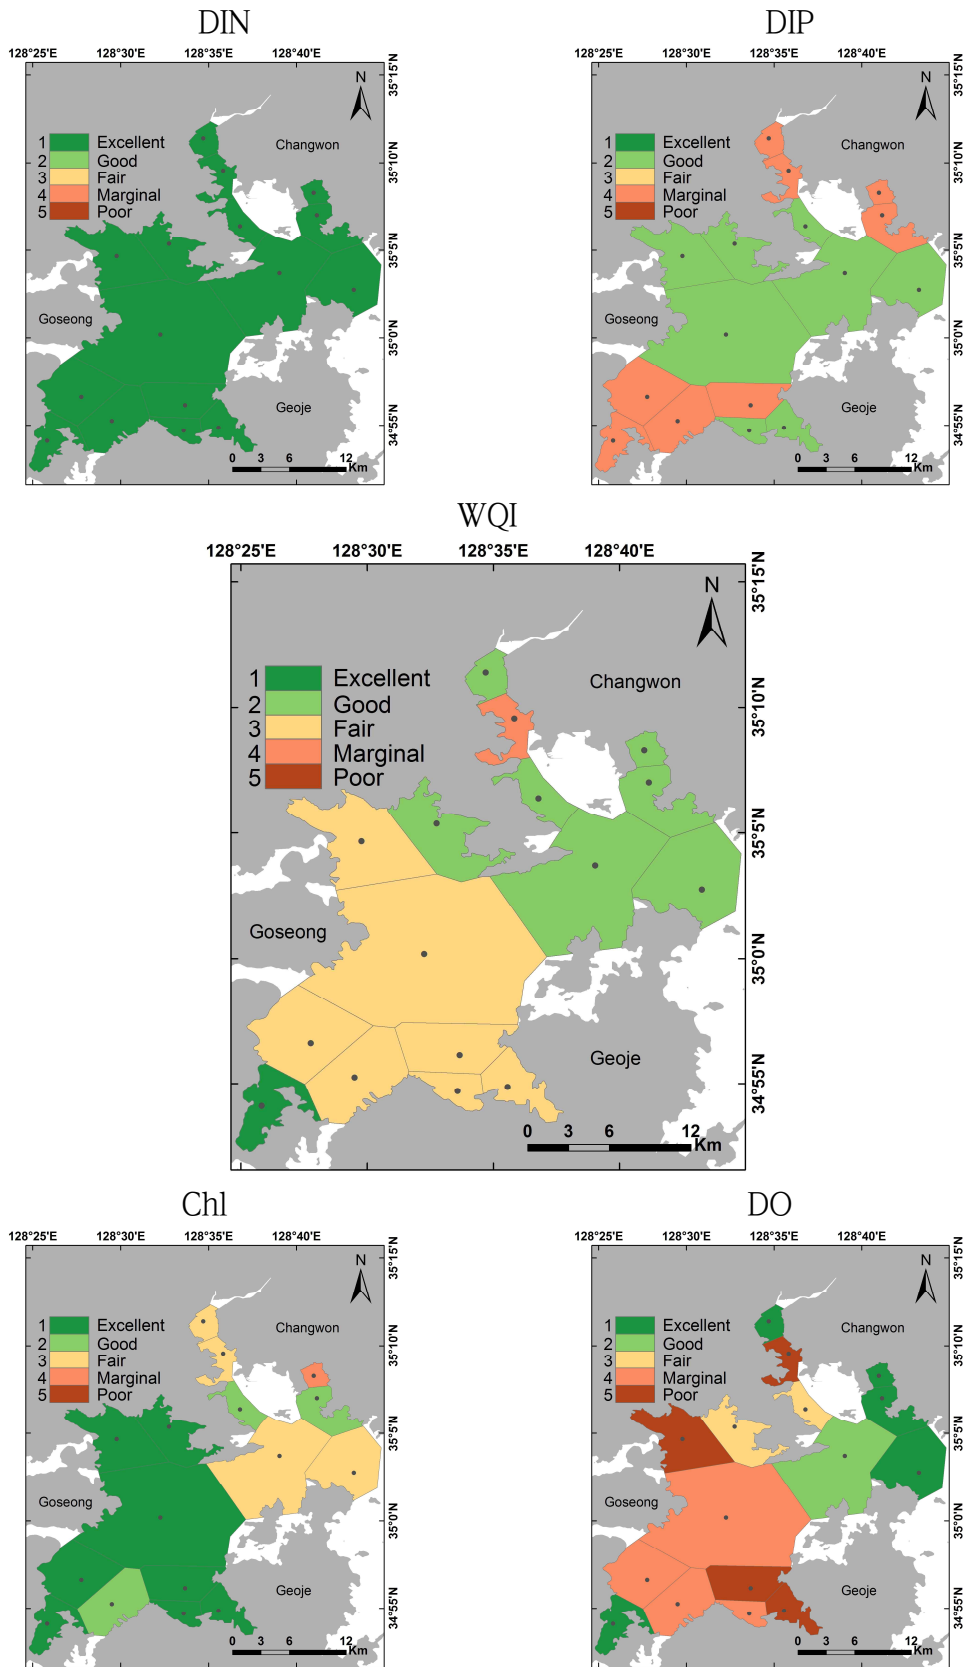 DIN
128°25'E 128°30'E 128°35'E 128°40'E
35°15'N
35°10'N
35°5'N
35°0'N
34°55'N
N
Changwon
1 Excellent
2 Good
3 Fair
4 Marginal
5 Poor
Goseong
Geoje
0 3 6 12
Km
DIP
128°25'E 128°30'E 128°35'E 128°40'E
35°15'N
35°10'N
35°5'N
35°0'N
34°55'N
N
Changwon
1 Excellent
2 Good
3 Fair
4 Marginal
5 Poor
Goseong
Geoje
0 3 6 12
Km
WQI
128°25'E 128°30'E 128°35'E 128°40'E
35°15'N
35°10'N
35°5'N
35°0'N
34°55'N
N
Changwon
1 Excellent
2 Good
3 Fair
4 Marginal
5 Poor
Goseong
Geoje
0 3 6 12
Km
Chl
128°25'E 128°30'E 128°35'E 128°40'E
35°15'N
35°10'N
35°5'N
35°0'N
34°55'N
N
Changwon
1 Excellent
2 Good
3 Fair
4 Marginal
5 Poor
Goseong
Geoje
0 3 6 12
Km
DO
128°25'E 128°30'E 128°35'E 128°40'E
35°15'N
35°10'N
35°5'N
35°0'N
34°55'N
N
Changwon
1 Excellent
2 Good
3 Fair
4 Marginal
5 Poor
Goseong
Geoje
0 3 6 12
Km